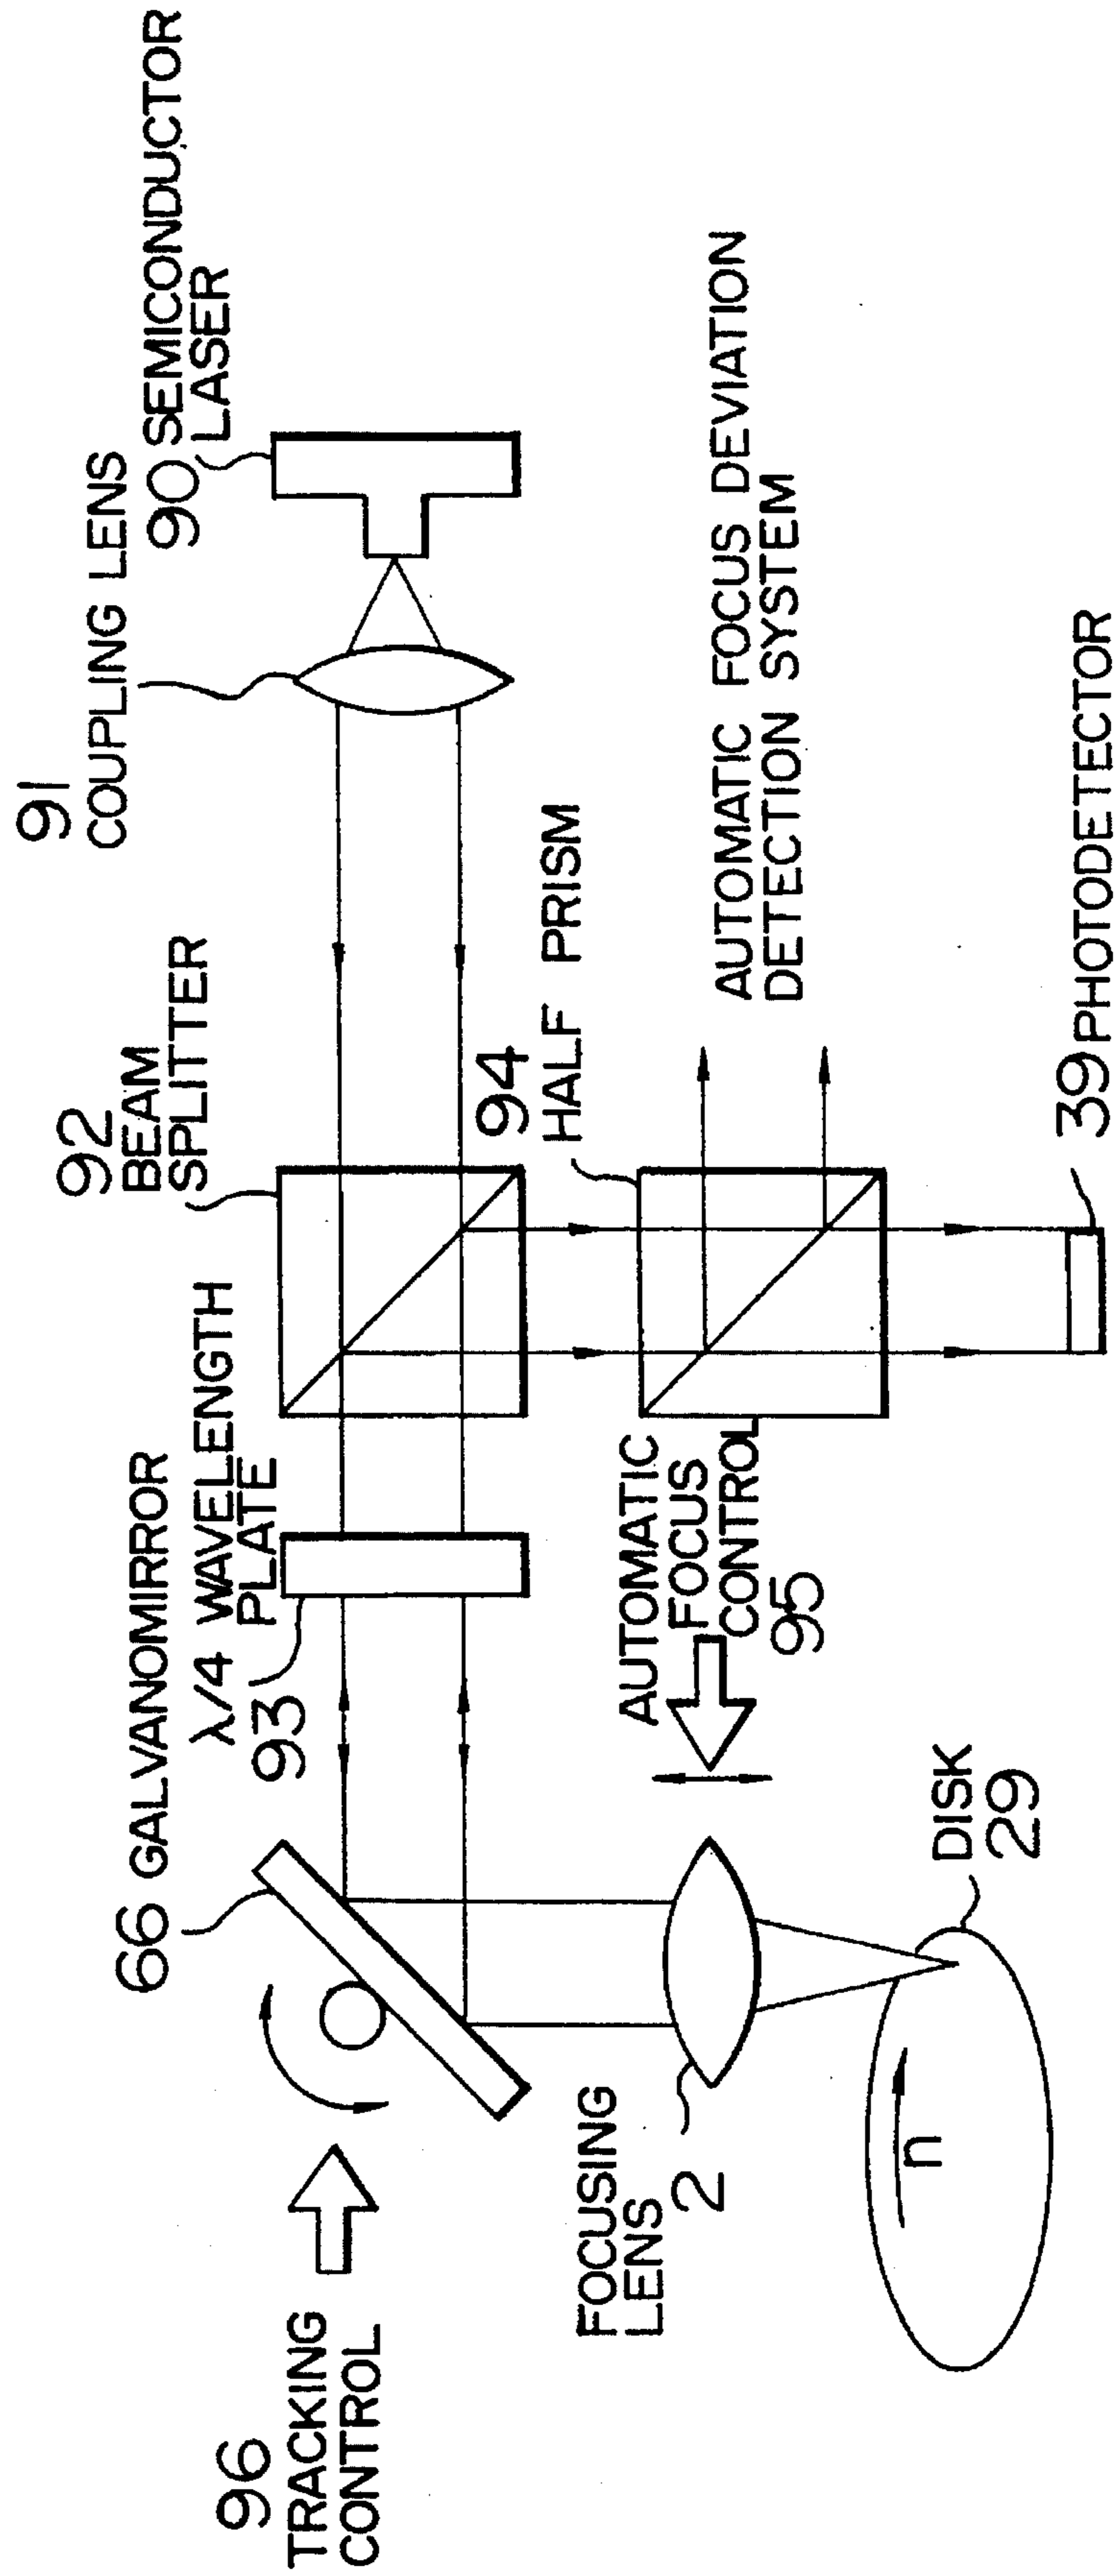 96
TRACKING
CONTROL
66 GALVANOMIRROR
λ/4 WAVELENGTH
PLATE
93
92
BEAM
SPLITTER
91
COUPLING LENS
90 SEMICONDUCTOR
LASER
94
HALF PRISM
FOCUSING
LENS
2
AUTOMATIC
FOCUS
CONTROL
95
AUTOMATIC FOCUS DEVIATION
DETECTION SYSTEM
n
DISK
29
39 PHOTODETECTOR